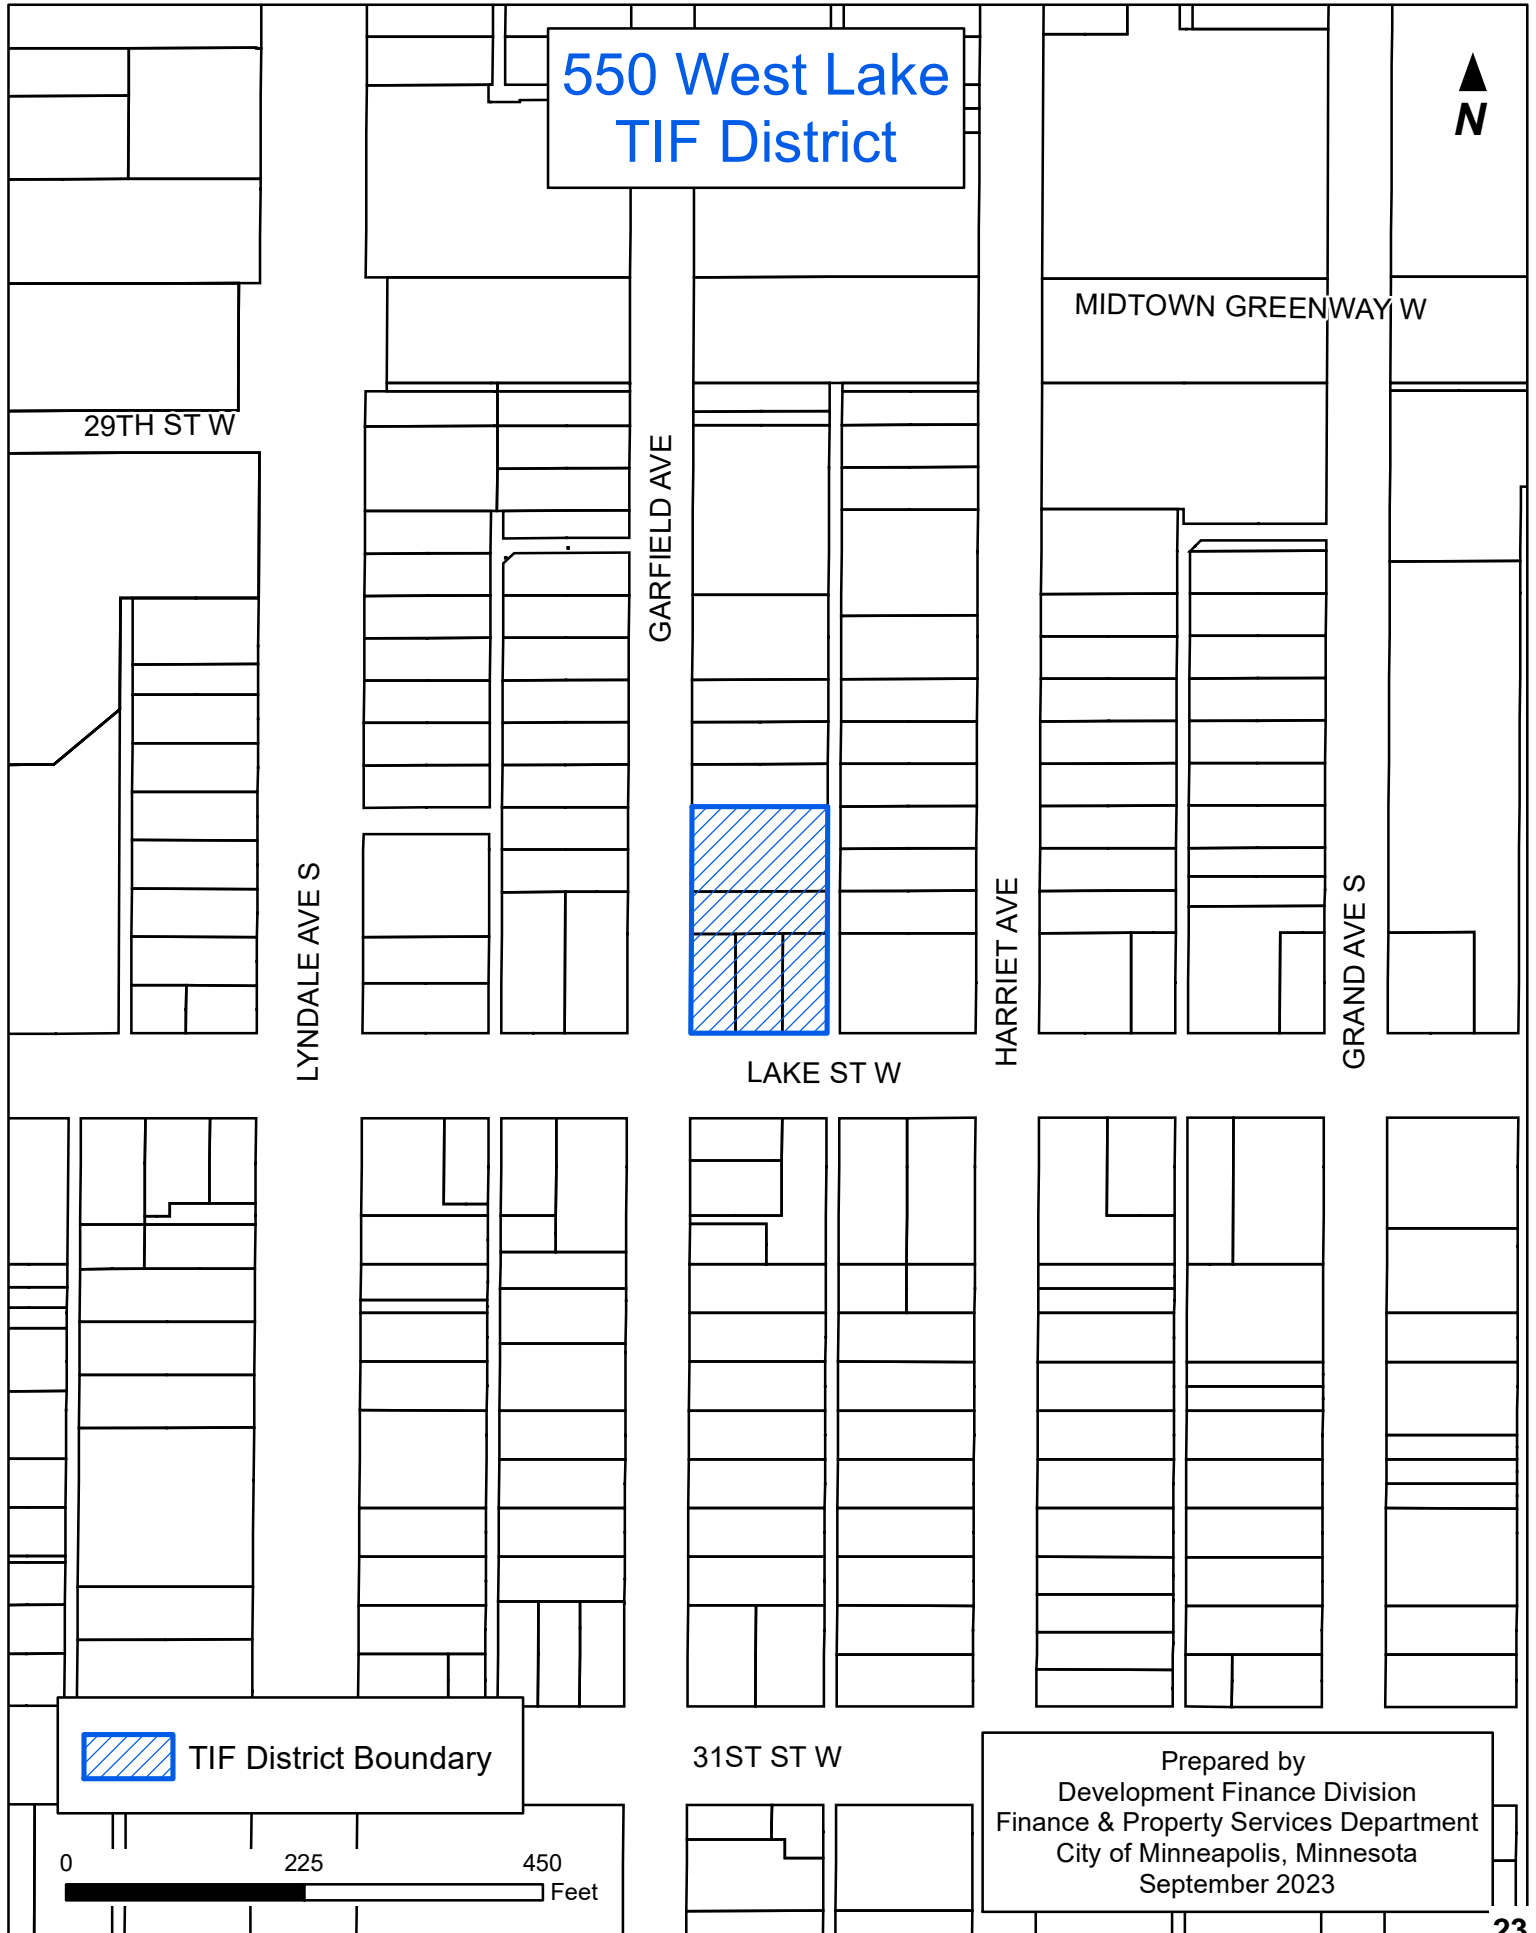 550 West Lake
TIF District
N
MIDTOWN GREENWAY W
29TH ST W
GARFIELD AVE
LYNDALE AVE S
HARRIET AVE
GRAND AVE S
LAKE ST W
31ST ST W
TIF District Boundary
0 225 450
Feet
Prepared by
Development Finance Division
Finance & Property Services Department
City of Minneapolis, Minnesota
September 2023
23